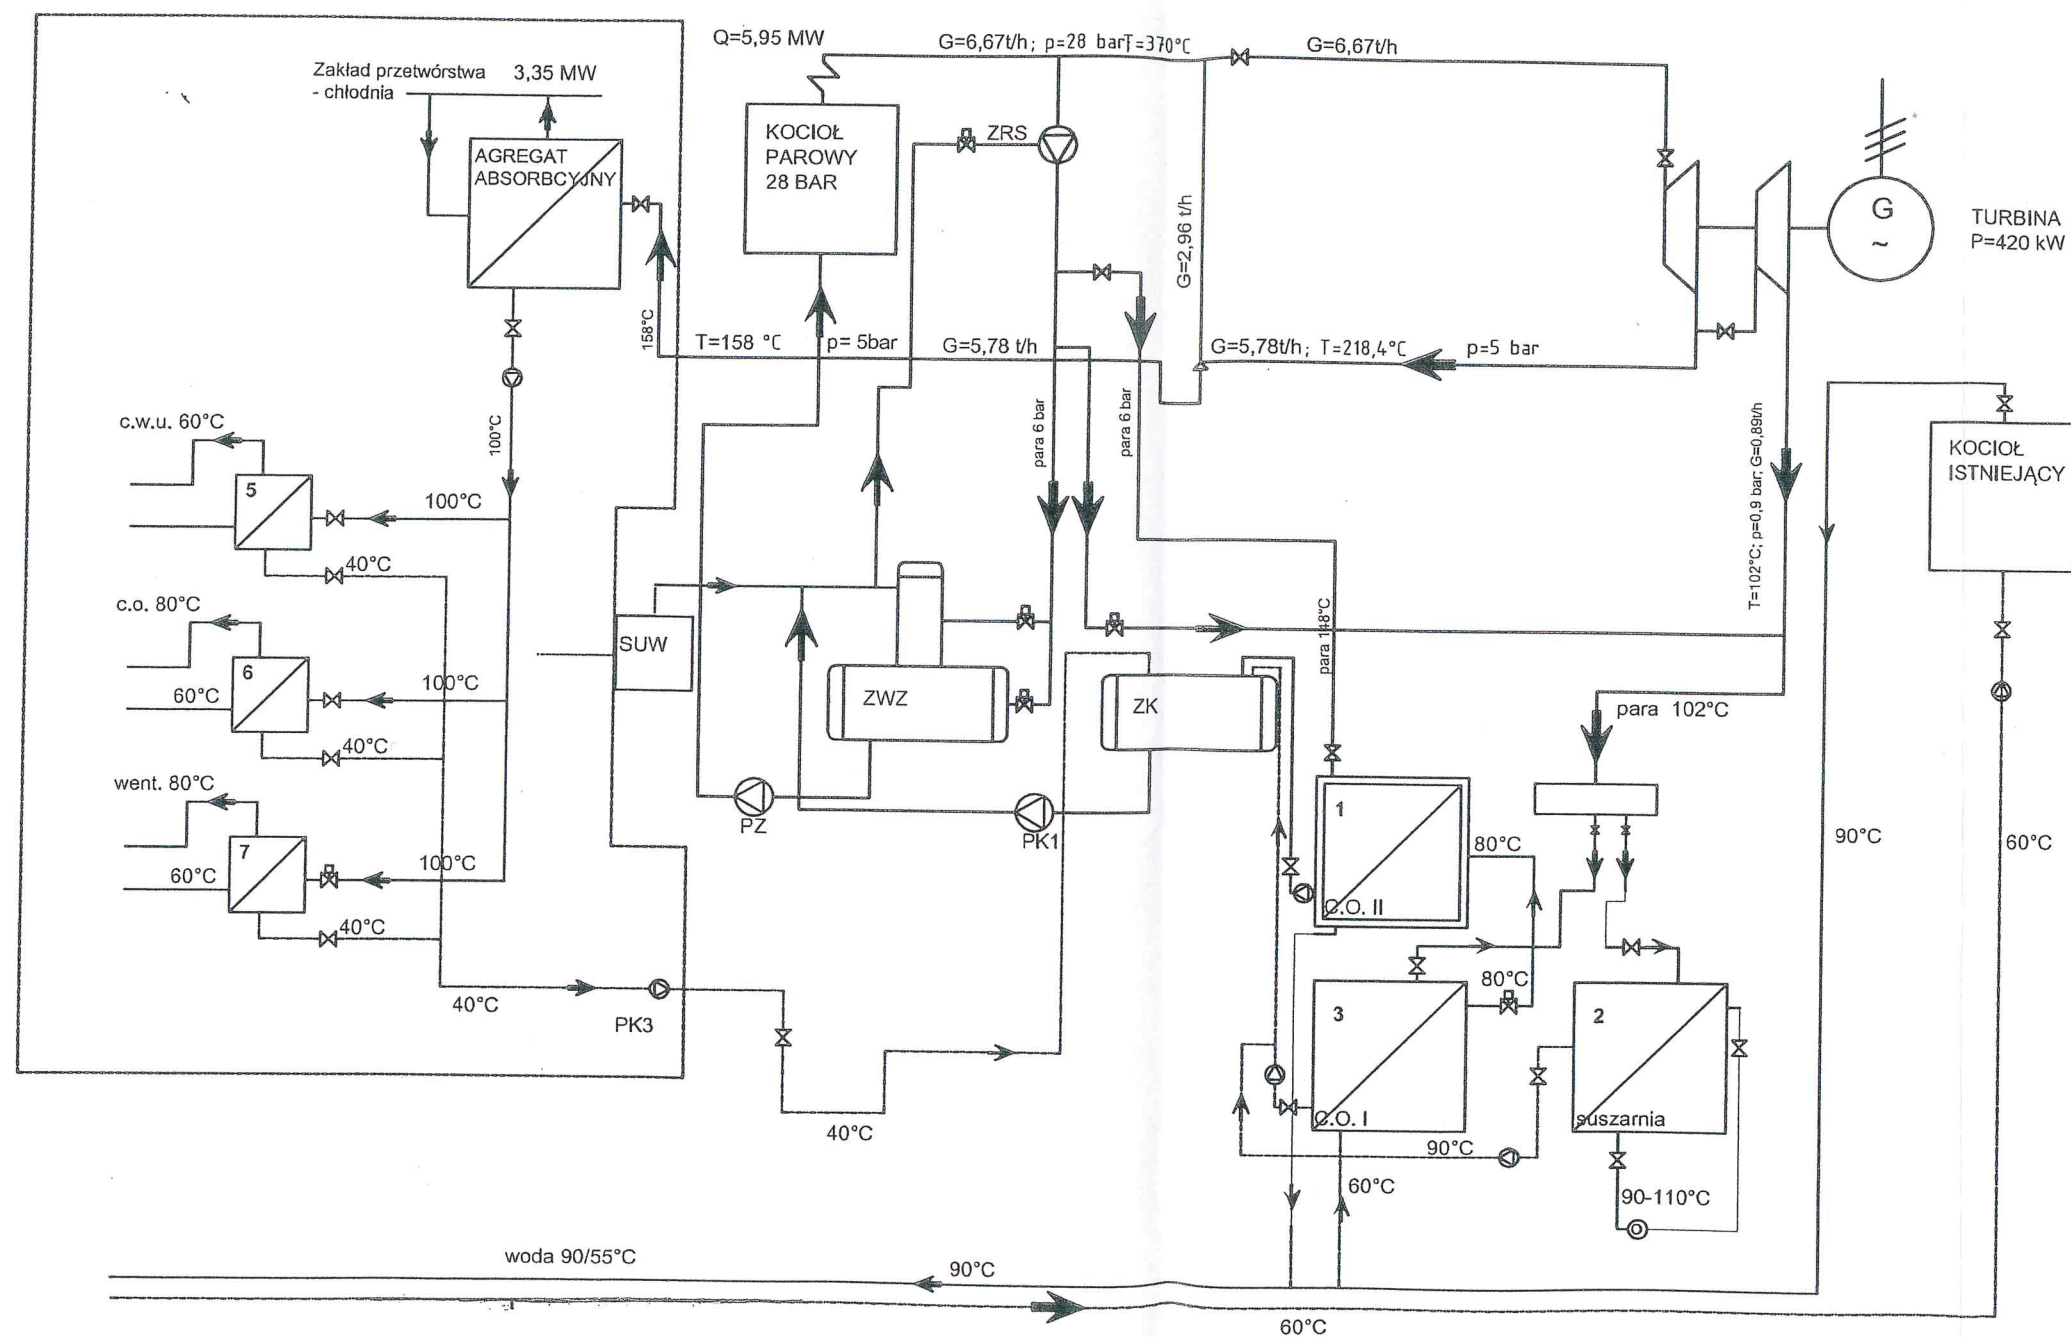 Q=5,95 MW
G=6,67t/h; p=28 bar
T=370°C
G=6,67t/h
Zakład przetwórstwa 3,35 MW
- chłodnia
KOCIOŁ
PAROWY
28 BAR
ZRS
AGREGAT
ABSORBCYJNY
G
~
TURBINA
P=420 kW
G=2,96 t/h
158°C
T=158 °C
p= 5bar
G=5,78 t/h
G=5,78t/h; T=218,4°C
p=5 bar
100°C
para 6 bar
para 6 bar
T=102°C; p=0,9 bar; G=0,89t/h
KOCIOŁ
ISTNIEJĄCY
c.w.u. 60°C
5
100°C
40°C
c.o. 80°C
6
60°C
100°C
40°C
went. 80°C
7
60°C
100°C
40°C
40°C
PK3
SUW
ZWZ
ZK
PZ
PK1
para 148°C
para 102°C
1
C.O. II
80°C
90°C
60°C
3
C.O. I
80°C
2
suszarnia
90°C
90-110°C
60°C
40°C
woda 90/55°C
90°C
60°C